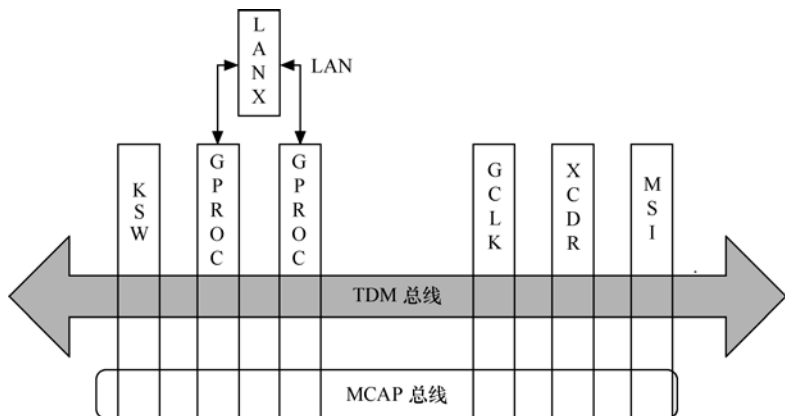 LANX
LAN
KSW
GPROC
GPROC
GCLK
XCDR
MSI
TDM 总线
MCAP 总线